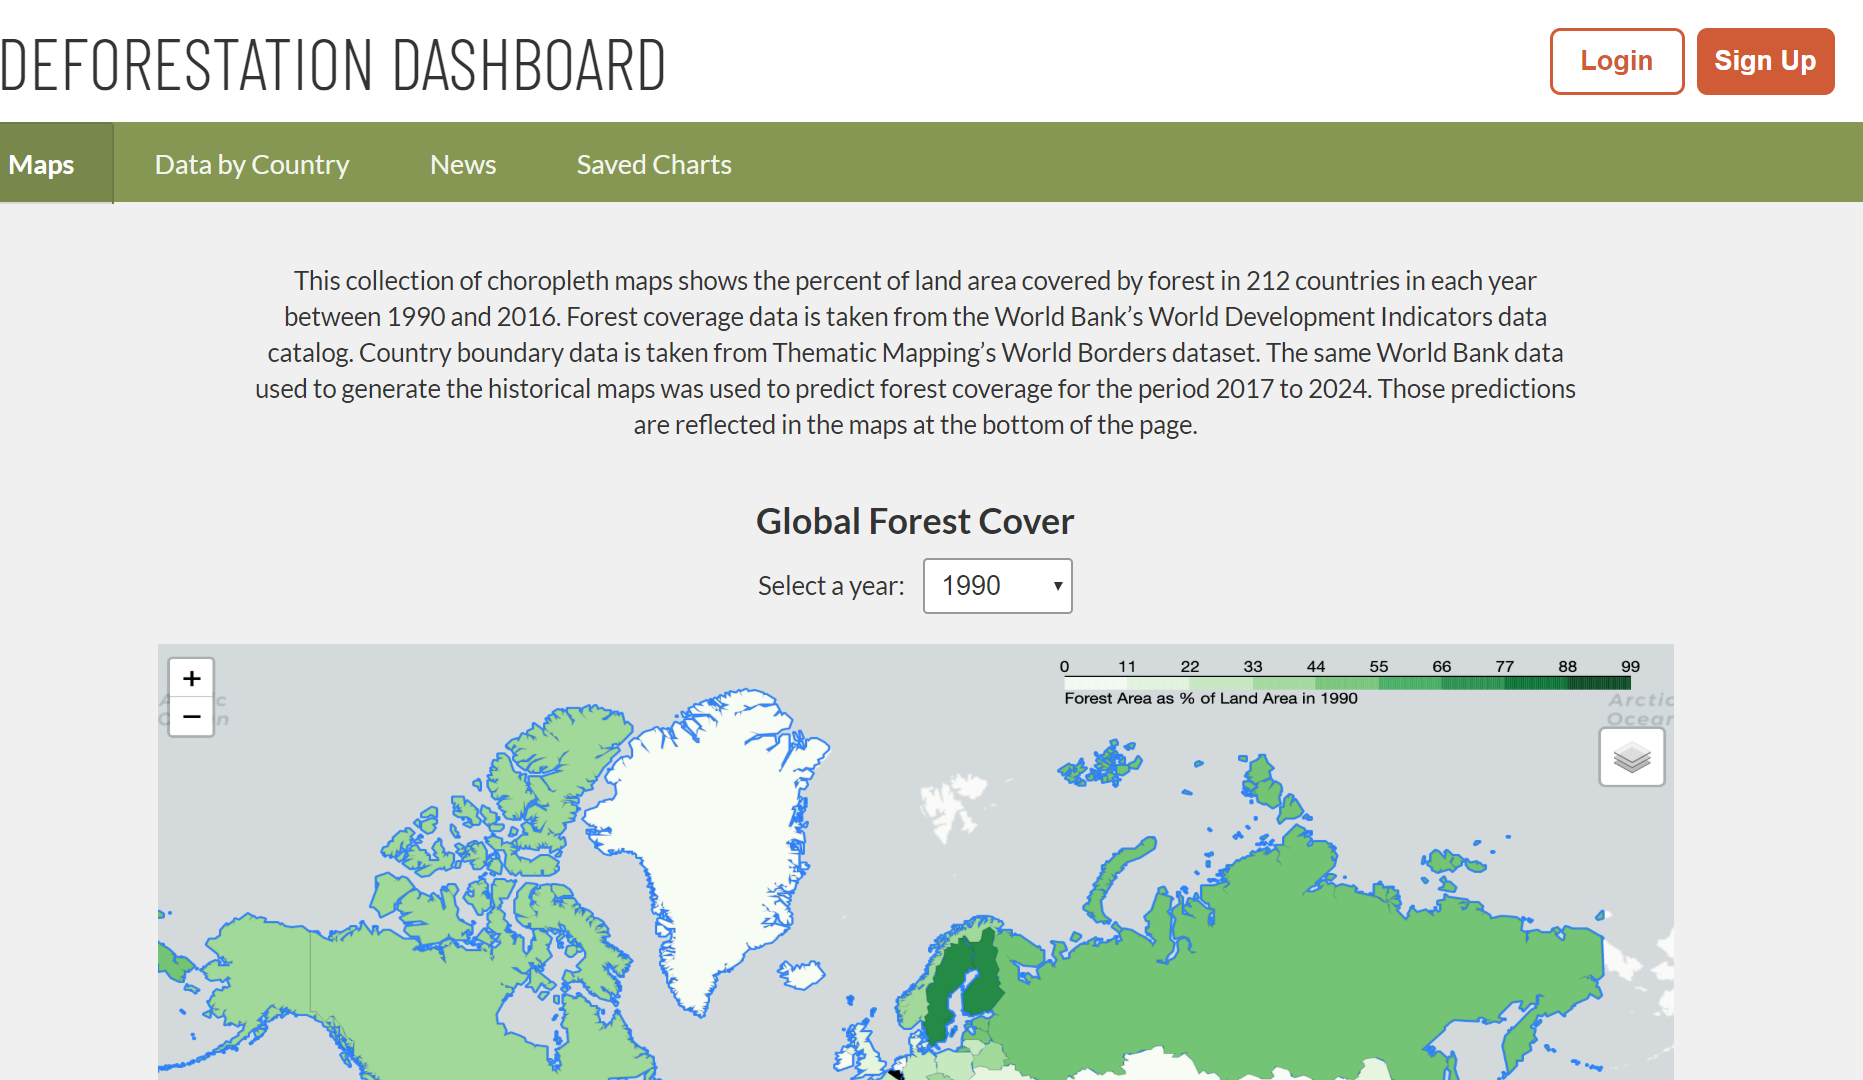 DEFORESTATION DASHBOARD
Login
Sign Up
Maps
Data by Country
News
Saved Charts
This collection of choropleth maps shows the percent of land area covered by forest in 212 countries in each year
between 1990 and 2016. Forest coverage data is taken from the World Bank’s World Development Indicators data
catalog. Country boundary data is taken from Thematic Mapping’s World Borders dataset. The same World Bank data
used to generate the historical maps was used to predict forest coverage for the period 2017 to 2024. Those predictions
are reflected in the maps at the bottom of the page.
Global Forest Cover
Select a year:
1990
+
−
0 11 22 33 44 55 66 77 88 99
Forest Area as % of Land Area in 1990
Arctic
Ocean